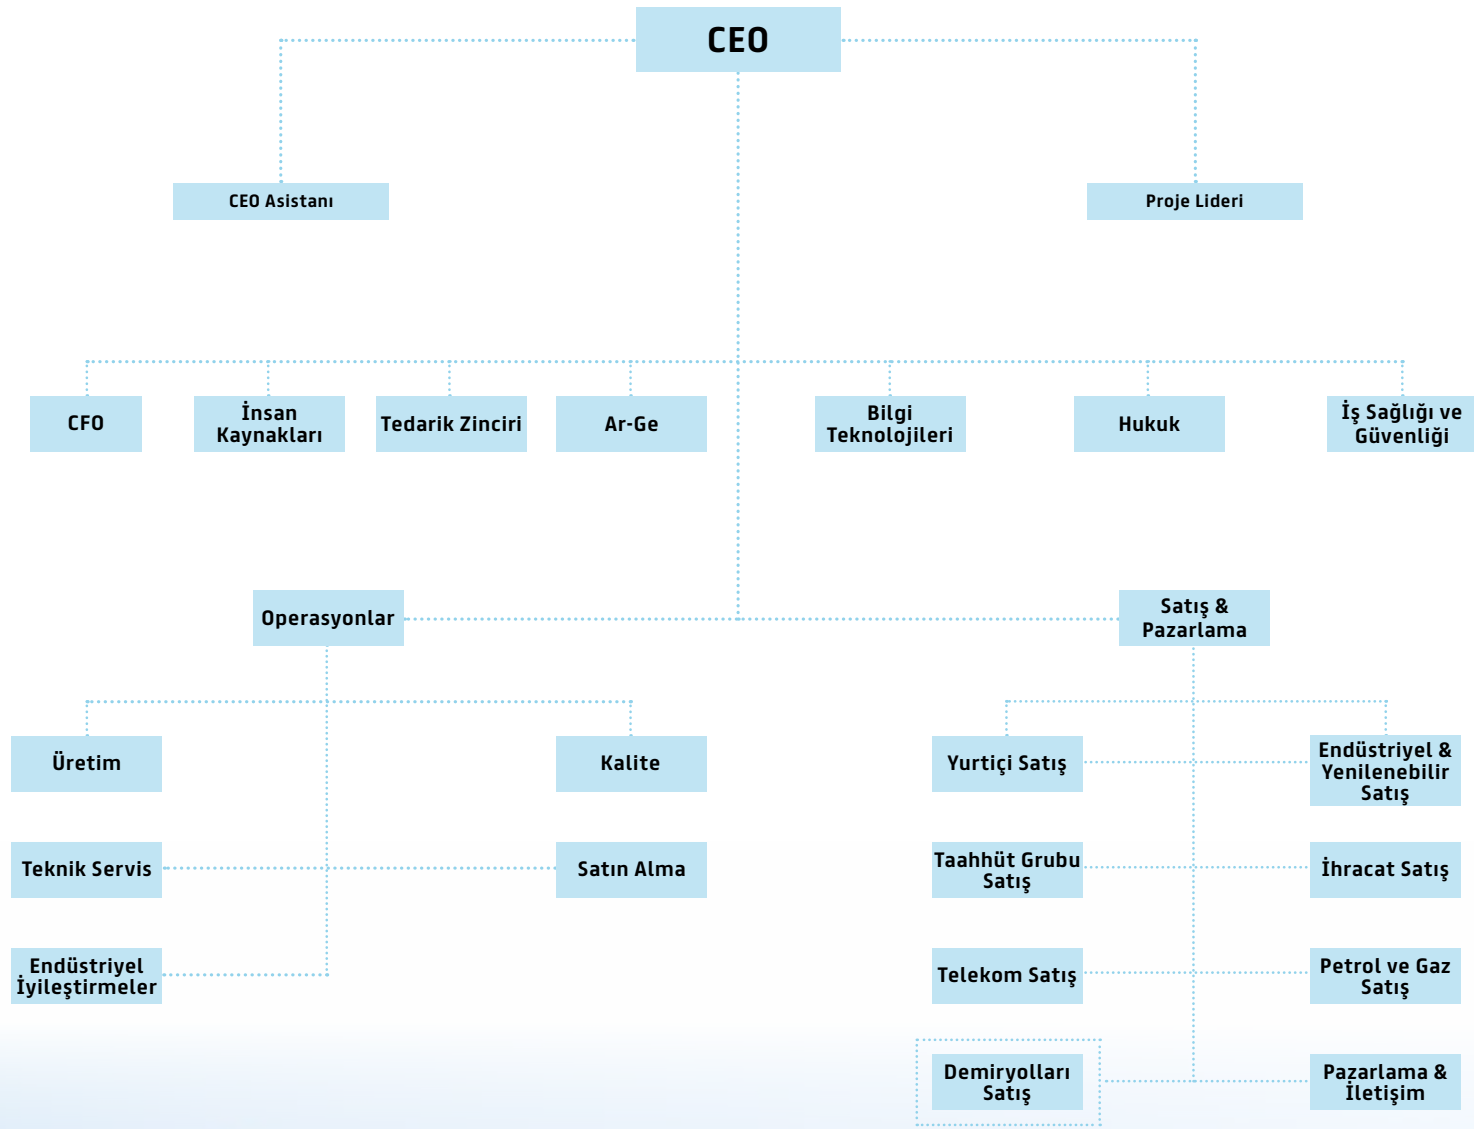 CEO
CEO Asistanı
Proje Lideri
CFO
İnsan
Kaynakları
Tedarik Zinciri
Ar-Ge
Bilgi
Teknolojileri
Hukuk
İş Sağlığı ve
Güvenliği
Operasyonlar
Satış &
Pazarlama
Üretim
Kalite
Teknik Servis
Satın Alma
Endüstriyel
İyileştirmeler
Yurtiçi Satış
Endüstriyel &
Yenilenebilir
Satış
Taahhüt Grubu
Satış
İhracat Satış
Telekom Satış
Petrol ve Gaz
Satış
Demiryolları
Satış
Pazarlama &
İletişim